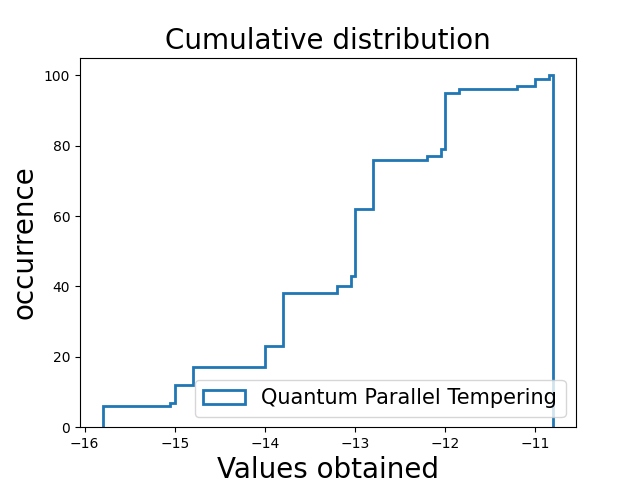 Cumulative distribution
occurrence
100
80
60
40
20
0
Quantum Parallel Tempering
−16 −15 −14 −13 −12 −11
Values obtained